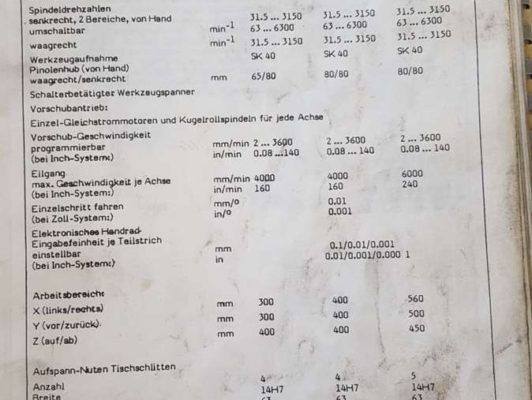 Spindeldrehzahlen
senkrecht, 2 Bereiche, von Hand 31.5 ... 3150 31.5 ... 3150 31.5 ... 3150
umschaltbar min-1 63 ... 6300 63 ... 6300 63 ... 6300
waagrecht min-1 31.5 ... 3150 31.5 ... 3150 31.5 ... 3150
Werkzeugaufnahme SK 40 SK 40 SK 40
Pinolenhub (von Hand)
waagrecht/senkrecht mm 65/80 80/80 80/80
Schalterbetätigter Werkzeugspanner
Vorschubantrieb:
Einzel-Gleichstrommotoren und Kugelrollspindeln für jede Achse
Vorschub-Geschwindigkeit
programmierbar mm/min 2 ... 3600 2 ... 3600 2 ... 3600
(bei Inch-System:) in/min 0.08 ... 140 0.08 ... 140 0.08 ... 140
Eilgang
max. Geschwindigkeit je Achse mm/min 4000 4000 6000
(bei Inch-System:) in/min 160 160 240
Einzelschritt fahren mm/° 0.01
(bei Zoll-System:) in/° 0.001
Elektronisches Handrad
Eingabefeinheit je Teilstrich
einstellbar mm 0.1/0.01/0.001
(bei Inch-System:) in 0.01/0.001/0.000 1
Arbeitsbereich:
X (links/rechts) mm 300 400 560
Y (vor/zurück) mm 300 400 500
Z (auf/ab) mm 400 400 450
Aufspann-Nuten Tischschlitten
Anzahl 4 4 5
Breite 14H7 14H7 14H7
63 63 63